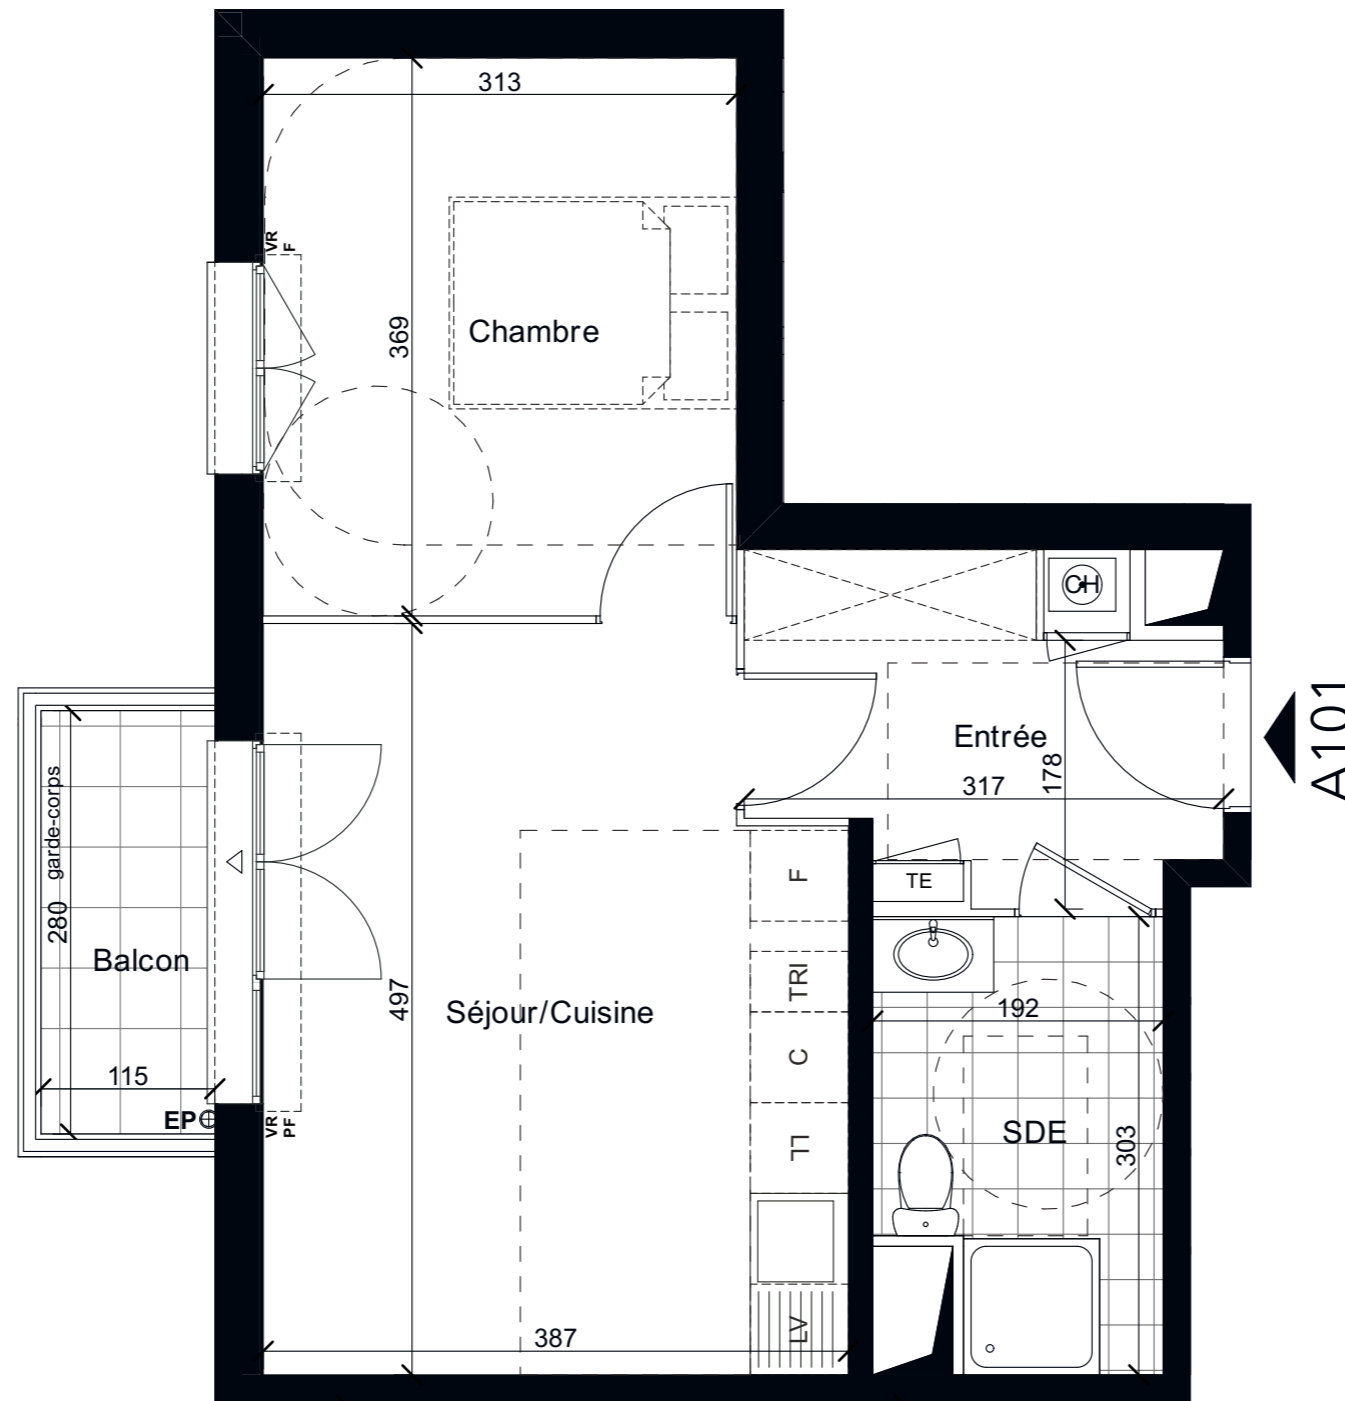 313
VR
F
369
Chambre
CH
A101
Entrée
317
178
280 garde-corps
TE
F
Balcon
TRI
497
Séjour/Cuisine
192
C
115
EP
VR
PF
LL
SDE
303
LV
387